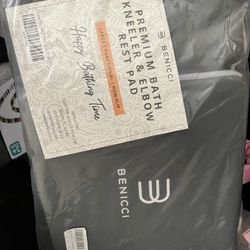 BENICCI
PREMIUM BATH
KNEELER & ELBOW
REST PAD
Happy Bathing Time
BENICCI